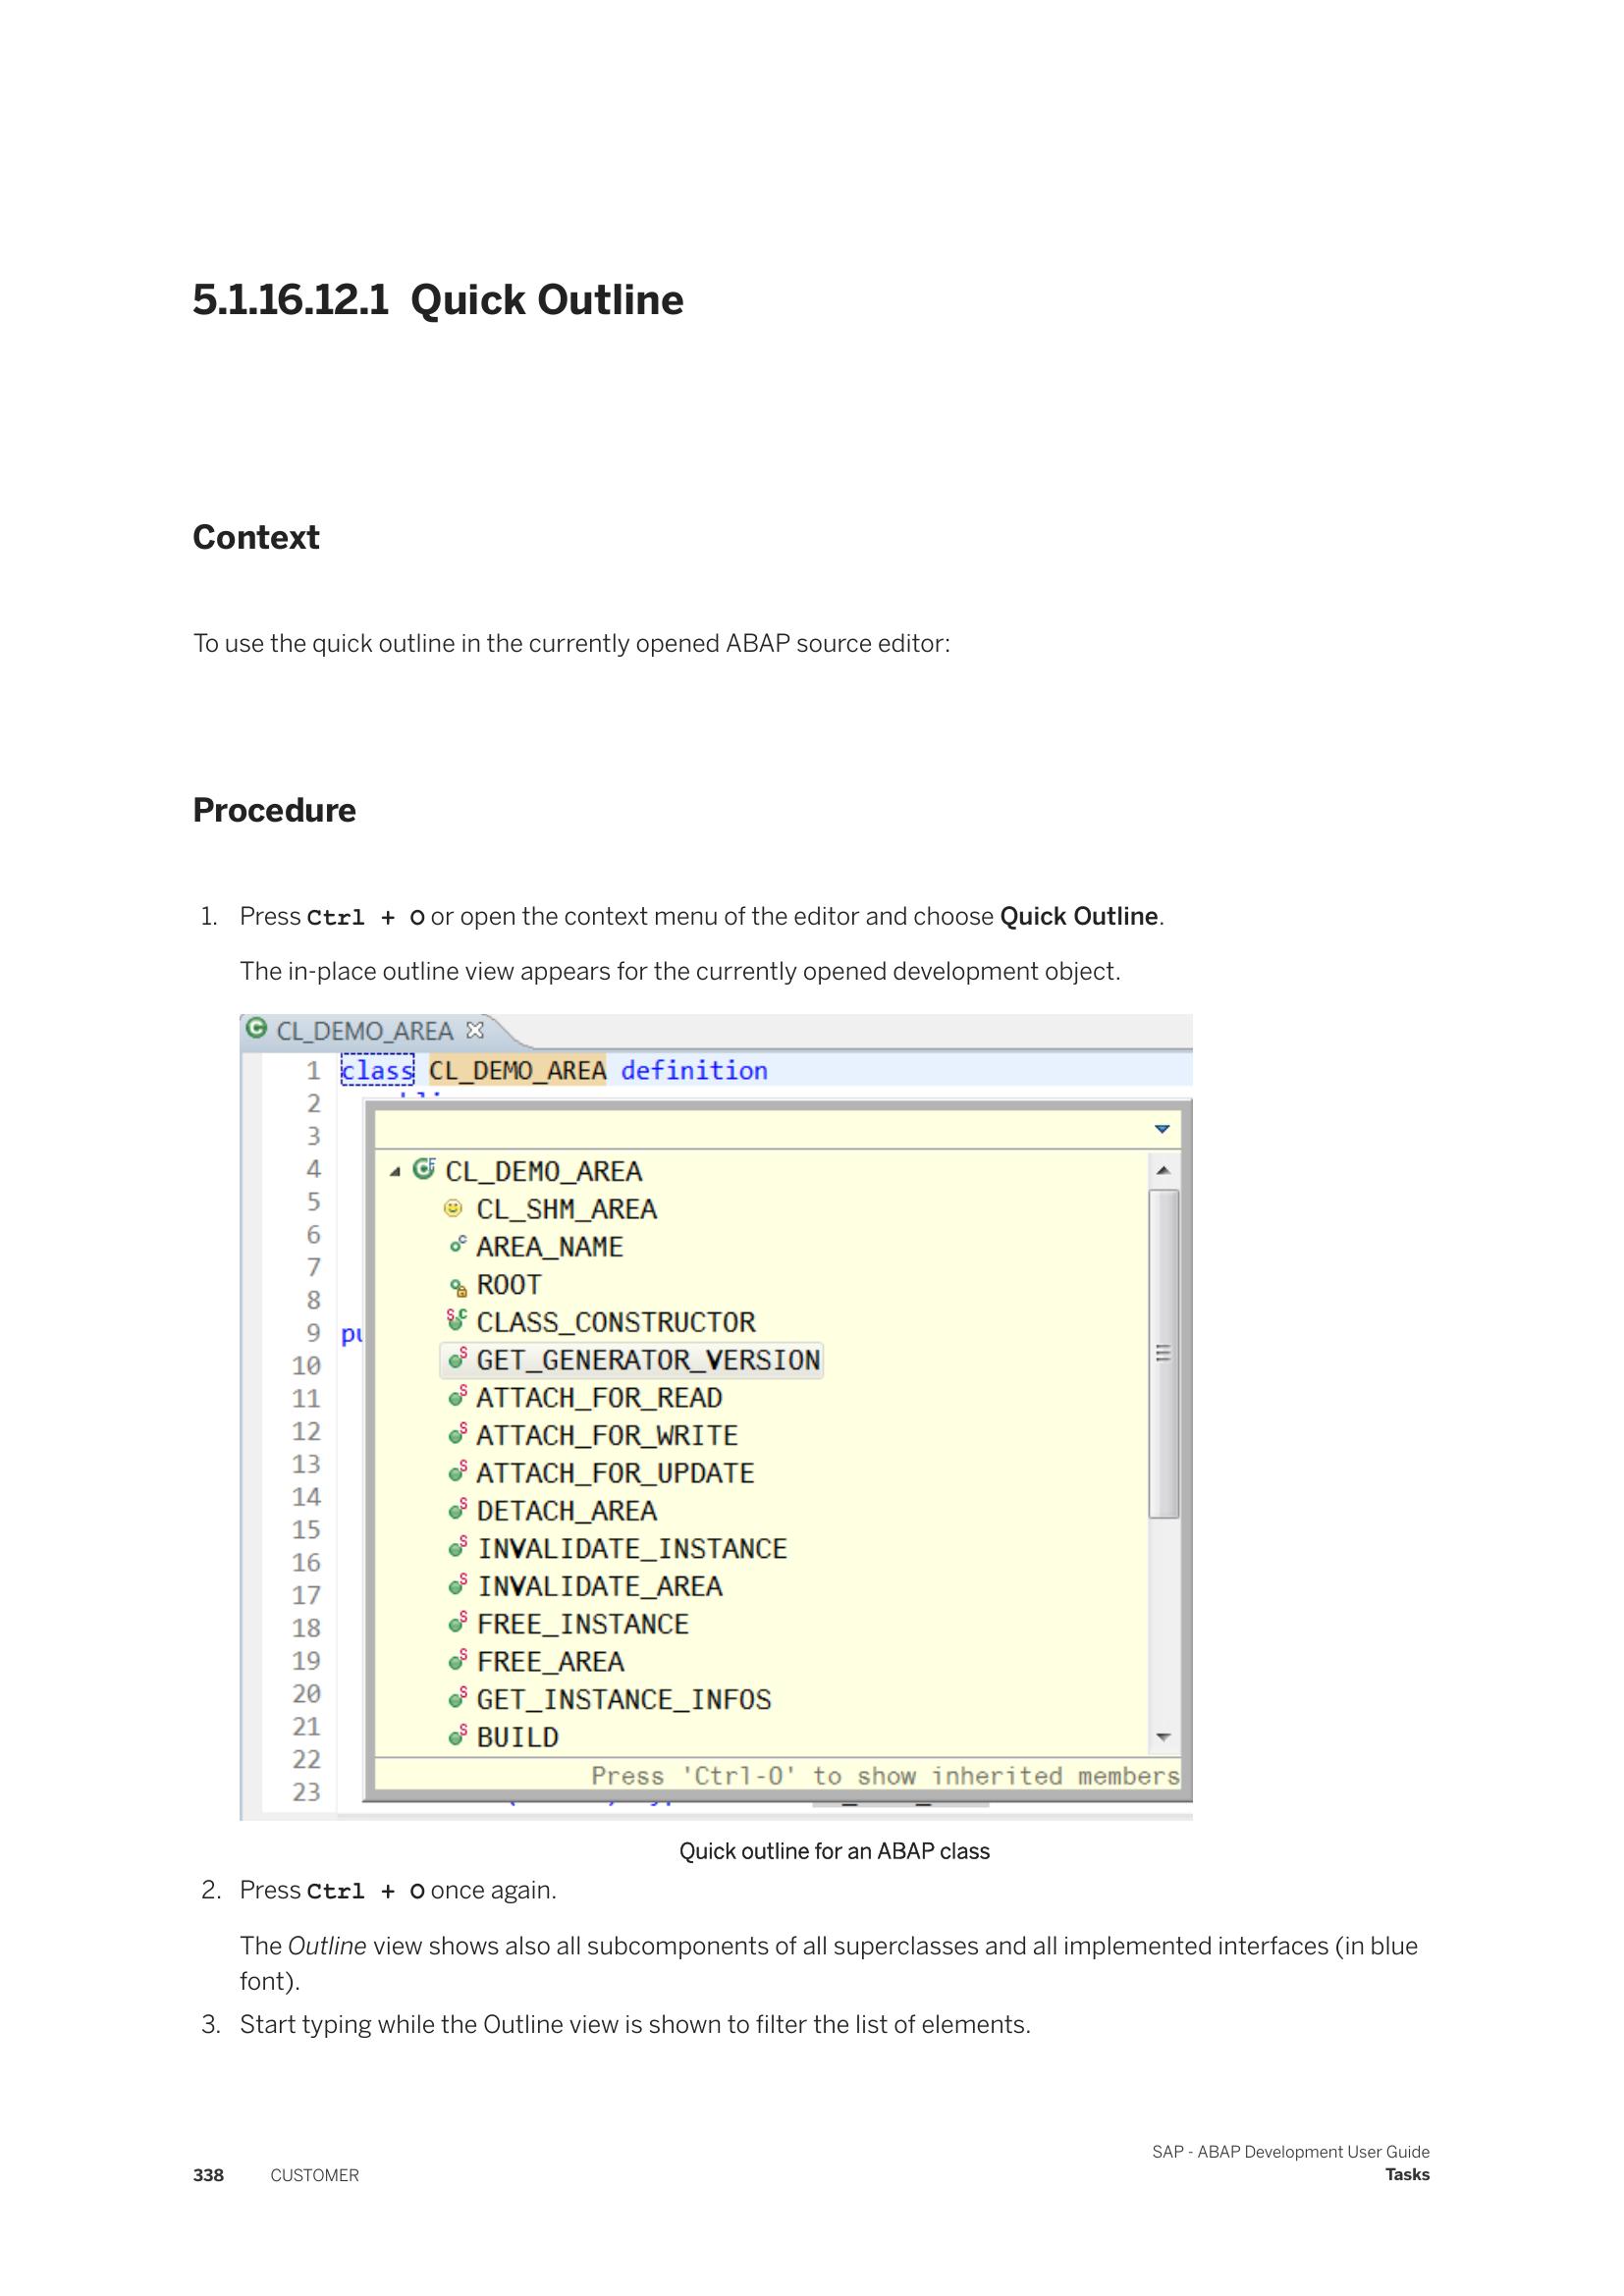 5.1.16.12.1 Quick Outline
Context
To use the quick outline in the currently opened ABAP source editor:
Procedure
1. Press Ctrl + O or open the context menu of the editor and choose Quick Outline.
The in-place outline view appears for the currently opened development object.
CL_DEMO_AREA
1 class CL_DEMO_AREA definition
2
3
4 CL_DEMO_AREA
5 CL_SHM_AREA
6 AREA_NAME
7 ROOT
8 CLASS_CONSTRUCTOR
9 GET_GENERATOR_VERSION
10 ATTACH_FOR_READ
11 ATTACH_FOR_WRITE
12 ATTACH_FOR_UPDATE
13 DETACH_AREA
14 INVALIDATE_INSTANCE
15 INVALIDATE_AREA
16 FREE_INSTANCE
17 FREE_AREA
18 GET_INSTANCE_INFOS
19 BUILD
20
21
22
23 Press 'Ctrl-O' to show inherited members
Quick outline for an ABAP class
2. Press Ctrl + O once again.
The Outline view shows also all subcomponents of all superclasses and all implemented interfaces (in blue
font).
3. Start typing while the Outline view is shown to filter the list of elements.
SAP - ABAP Development User Guide
338 CUSTOMER Tasks